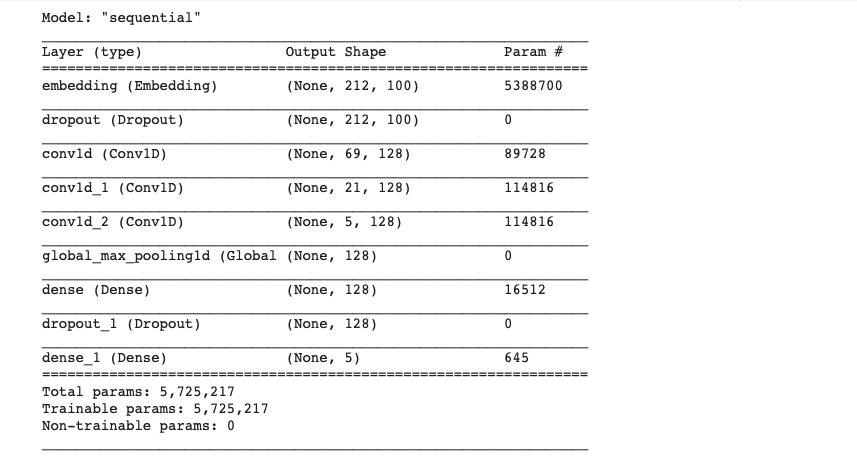 Model: "sequential"
Layer (type) Output Shape Param #
embedding (Embedding) (None, 212, 100) 5388700
dropout (Dropout) (None, 212, 100) 0
conv1d (Conv1D) (None, 69, 128) 89728
conv1d_1 (Conv1D) (None, 21, 128) 114816
conv1d_2 (Conv1D) (None, 5, 128) 114816
global_max_pooling1d (Global (None, 128) 0
dense (Dense) (None, 128) 16512
dropout_1 (Dropout) (None, 128) 0
dense_1 (Dense) (None, 5) 645
Total params: 5,725,217
Trainable params: 5,725,217
Non-trainable params: 0